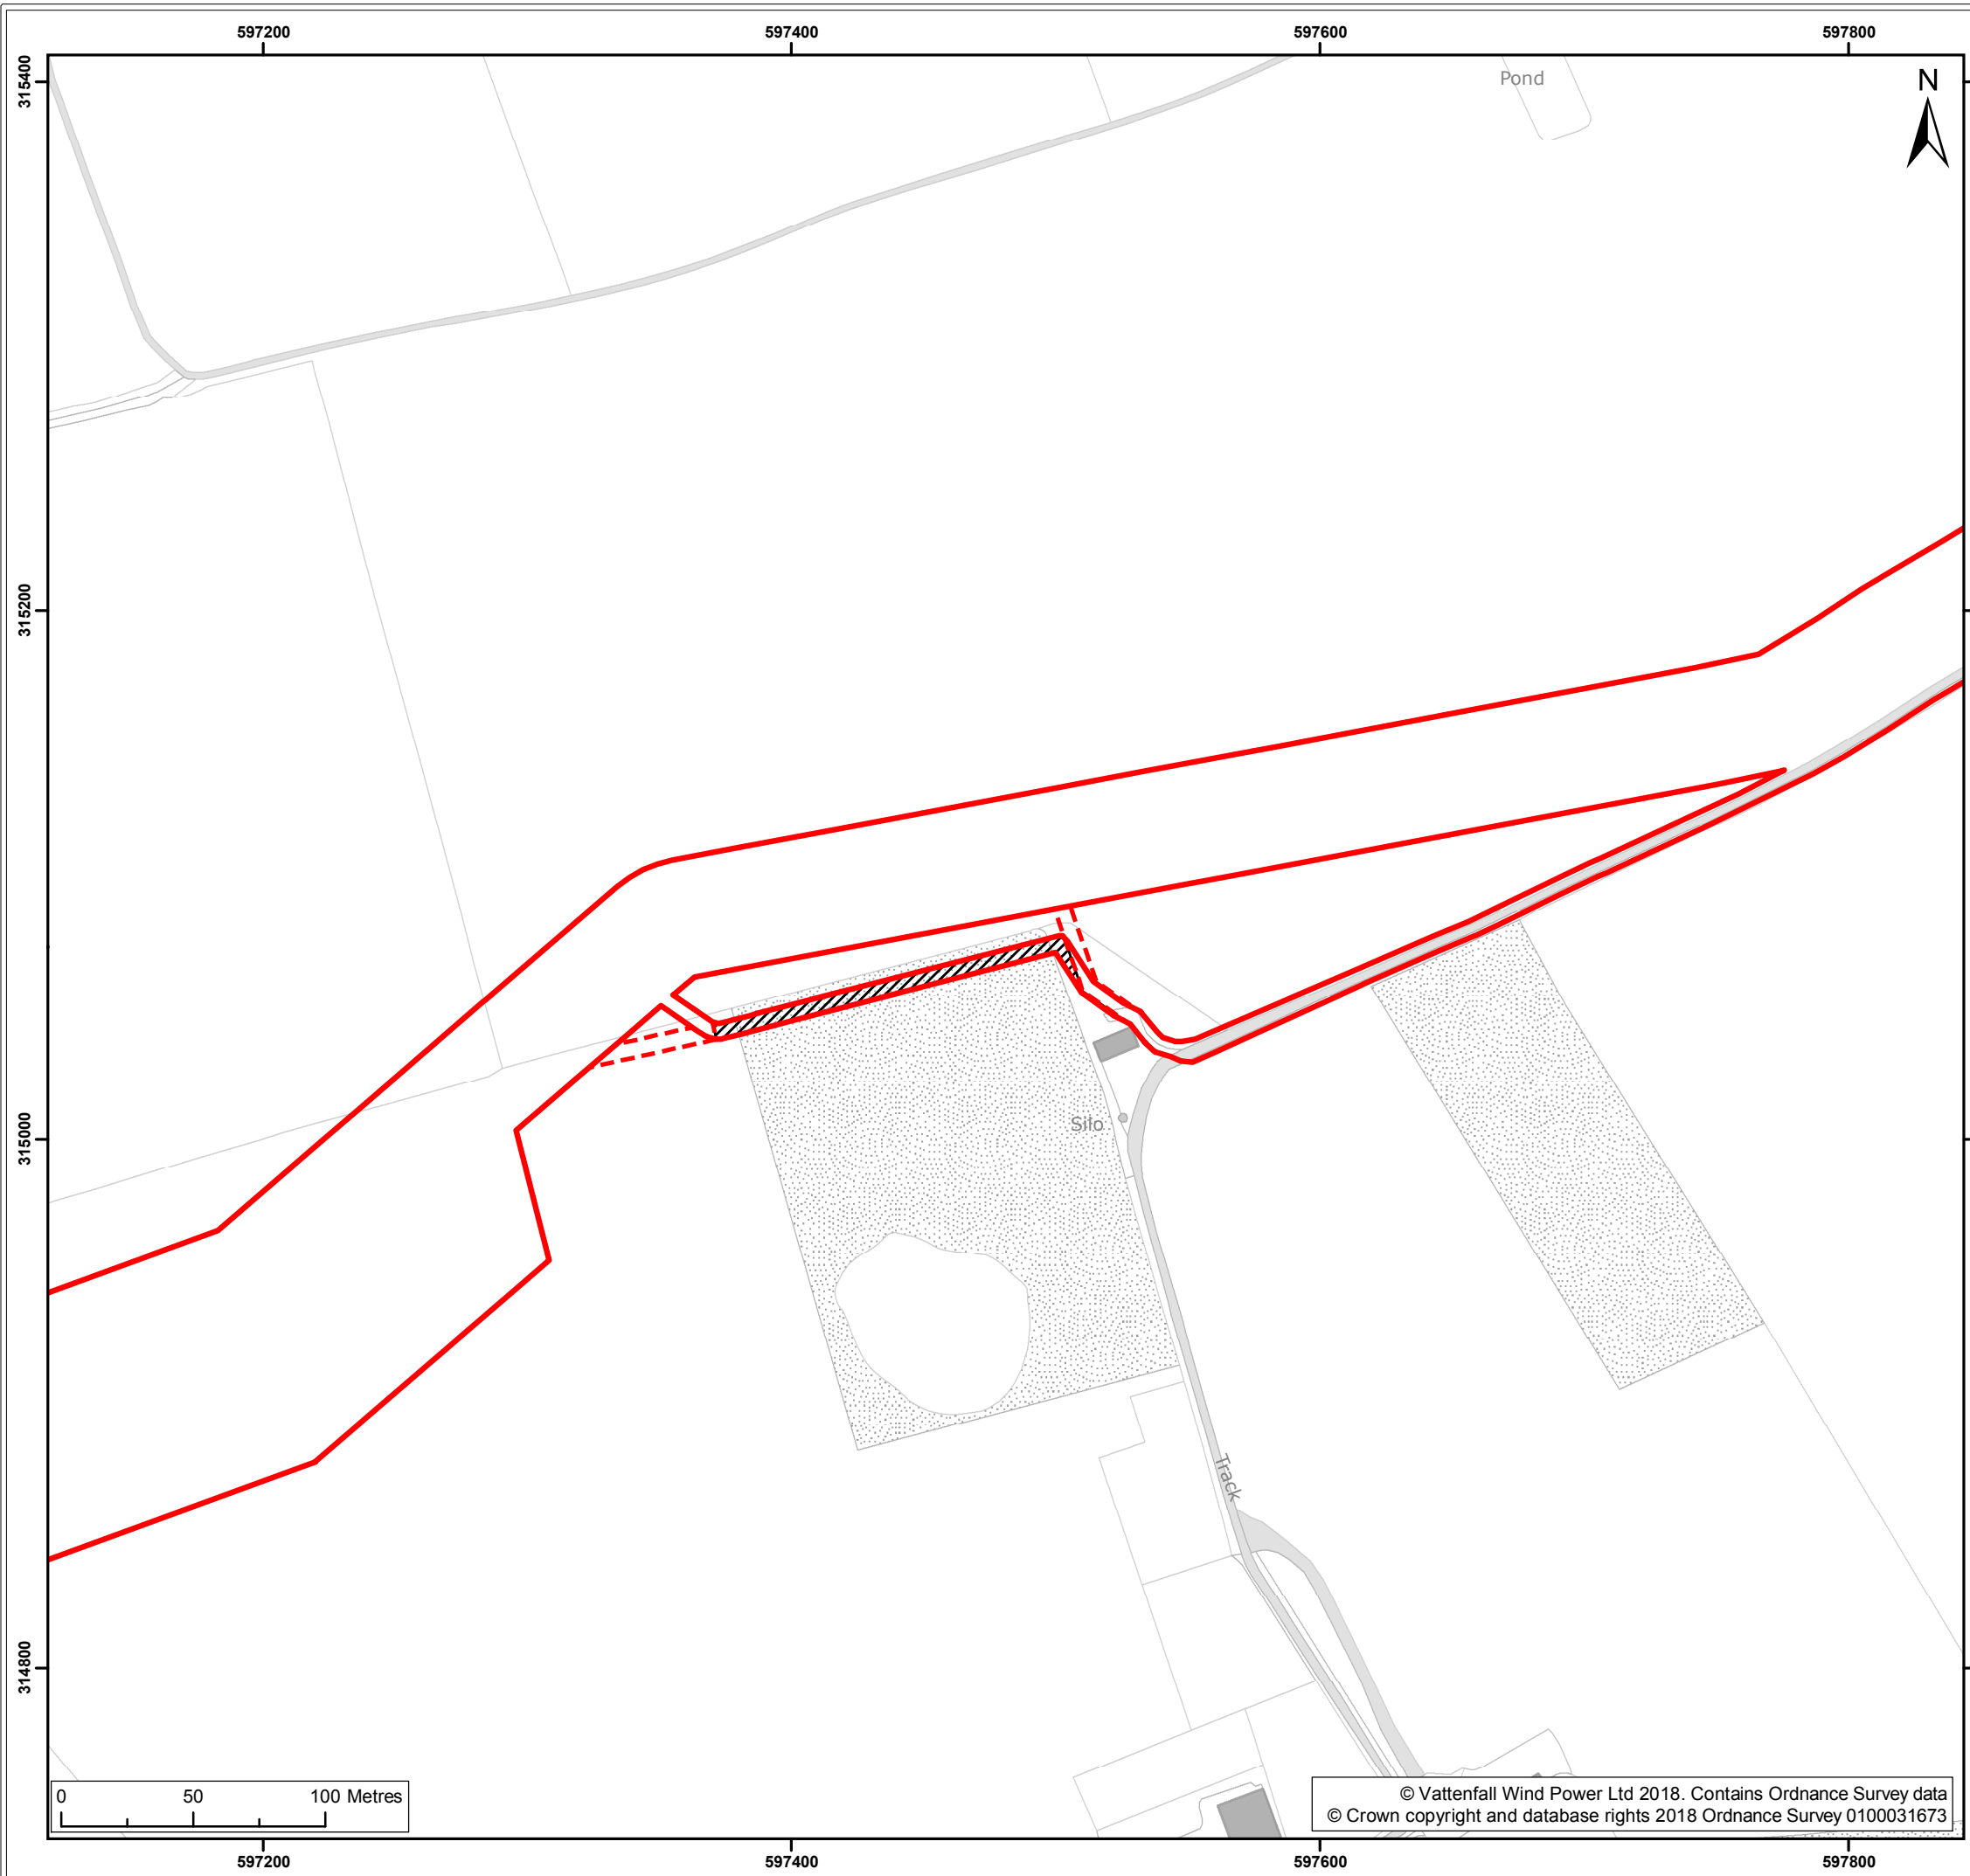 597200 597400 597600 597800
315400
Pond
N
315200
315000
Silo
Track
314800
0 50 100 Metres
© Vattenfall Wind Power Ltd 2018. Contains Ordnance Survey data
© Crown copyright and database rights 2018 Ordnance Survey 0100031673
597200 597400 597600 597800